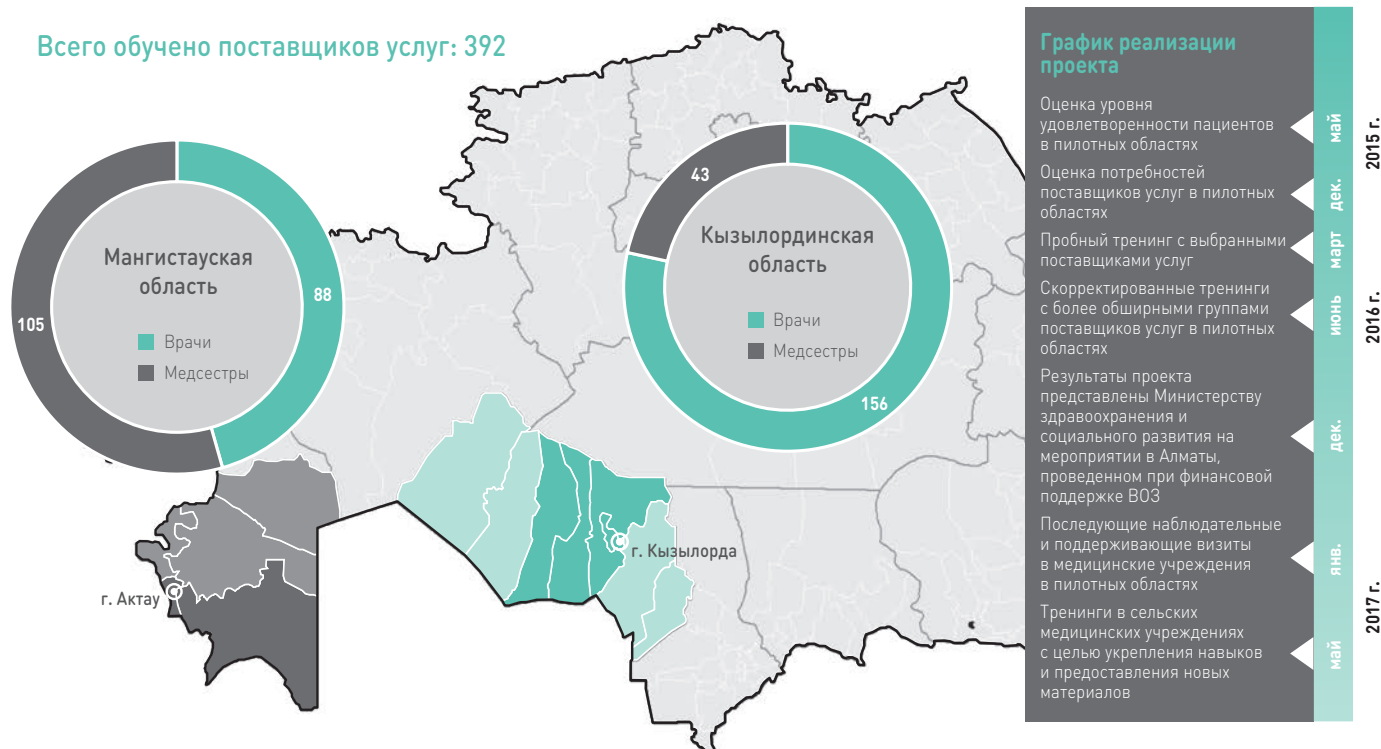 Всего обучено поставщиков услуг: 392
Мангистауская
область
Врачи
Медсестры
88
105
Кызылординская
область
Врачи
Медсестры
43
156
г. Актау
г. Кызылорда
График реализации
проекта
Оценка уровня
удовлетворенности пациентов
в пилотных областях
Оценка потребностей
поставщиков услуг в пилотных
областях
Пробный тренинг с выбранными
поставщиками услуг
Скорректированные тренинги
с более обширными группами
поставщиков услуг в пилотных
областях
Результаты проекта
представлены Министерству
здравоохранения и
социального развития на
мероприятии в Алматы,
проведенном при финансовой
поддержке ВОЗ
Последующие наблюдательные
и поддерживающие визиты
в медицинские учреждения
в пилотных областях
Тренинги в сельских
медицинских учреждениях
с целью укрепления навыков
и предоставления новых
материалов
май
дек.
март
июнь
дек.
янв.
май
2015 г.
2016 г.
2017 г.